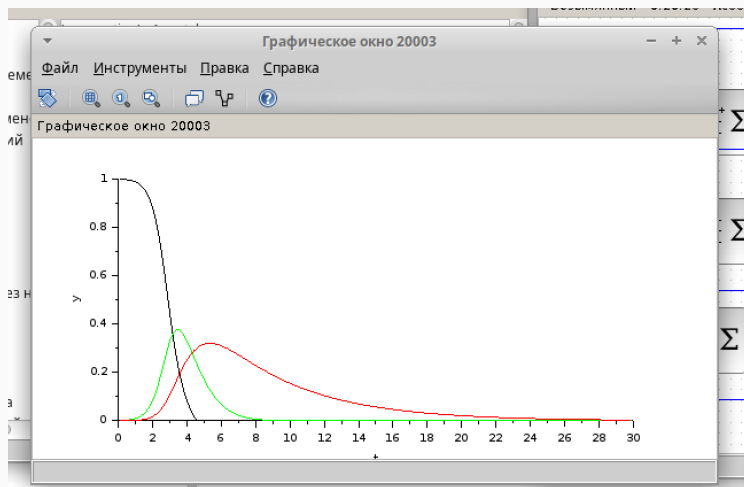 Графическое окно 20003
Файл Инструменты Правка Справка
Графическое окно 20003
1
0.8
0.6
0.4
0.2
0
y
0 2 4 6 8 10 12 14 16 18 20 22 24 26 28 30
Σ
Σ
Σ